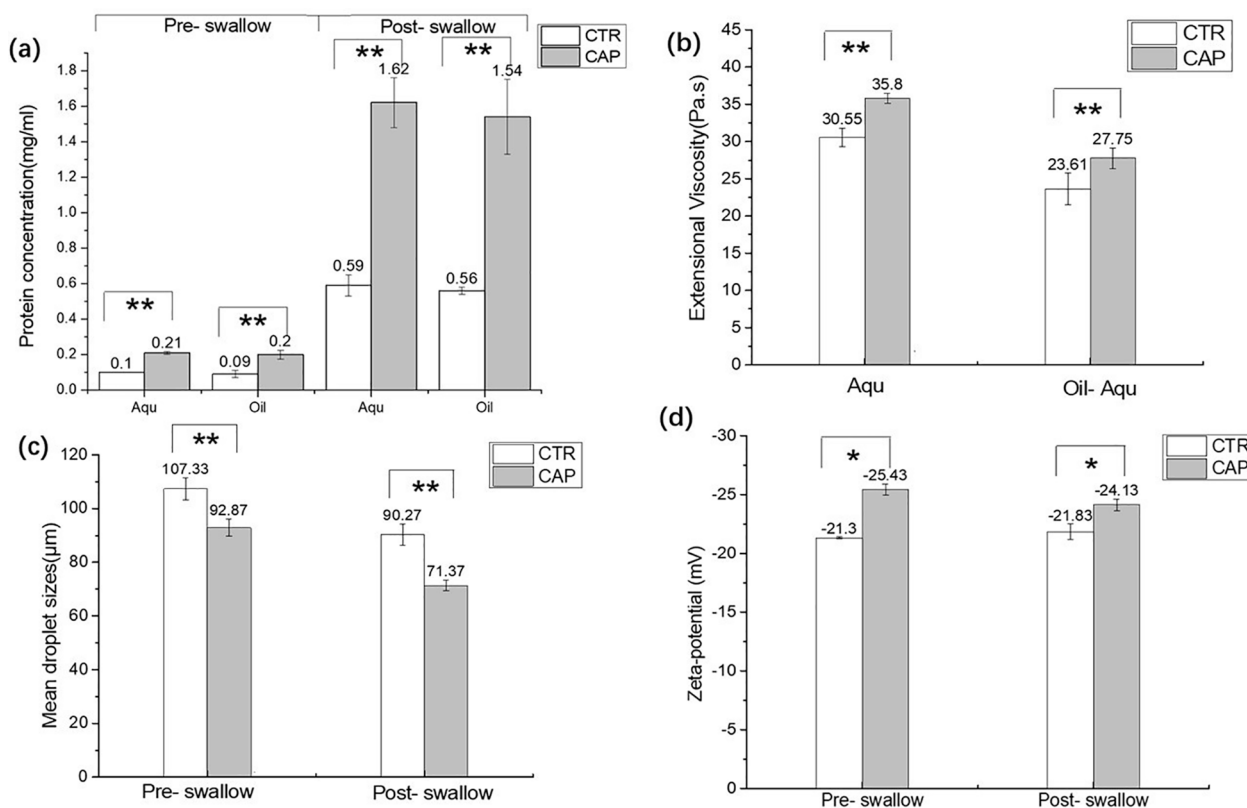 Pre- swallow Post- swallow
(a)
CTR
CAP
** ** ** **
Protein concentration(mg/ml)
1.8
1.6
1.4
1.2
1.0
0.8
0.6
0.4
0.2
0.0
0.1 0.21 0.09 0.2 0.59 1.62 0.56 1.54
Aqu Oil Aqu Oil
(b)
CTR
CAP
** **
Extensional Viscosity(Pa.s)
45
40
35
30
25
20
15
10
5
0
30.55 35.8 23.61 27.75
Aqu Oil- Aqu
(c)
CTR
CAP
** **
Mean droplet sizes(μm)
120
100
80
60
40
20
0
107.33 92.87 90.27 71.37
Pre- swallow Post- swallow
(d)
CTR
CAP
* *
Zeta-potential (mV)
-30
-25
-20
-15
-10
-5
0
-21.3 -25.43 -21.83 -24.13
Pre- swallow Post- swallow